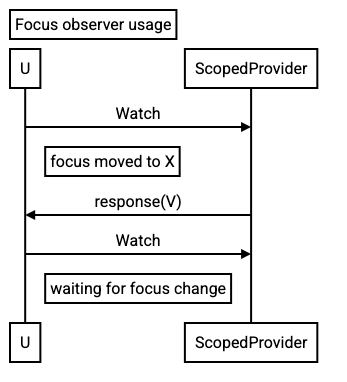 Focus observer usage
U
ScopedProvider
Watch
focus moved to X
response(V)
Watch
waiting for focus change
U
ScopedProvider